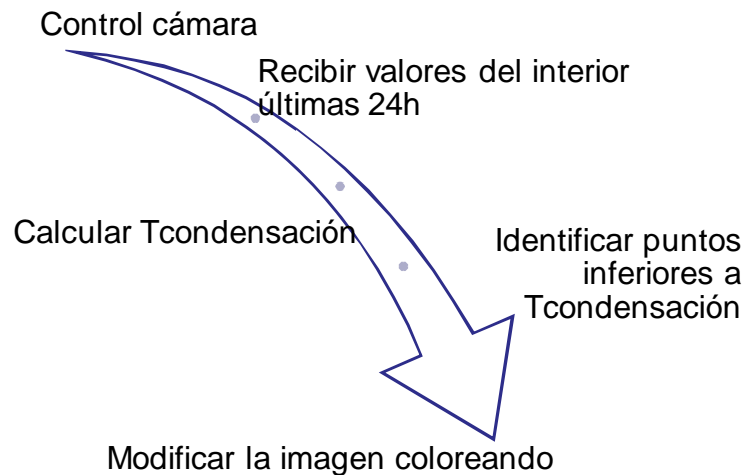 Control cámara
Recibir valores del interior
últimas 24h
Calcular Tcondensación
Identificar puntos
inferiores a
Tcondensación
Modificar la imagen coloreando